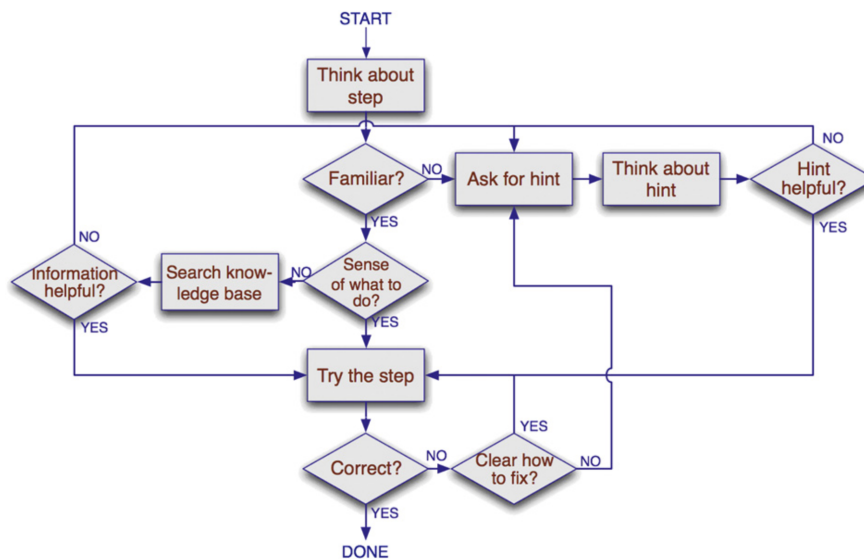 START
Think about
step
NO
NO
Familiar?
NO
Ask for hint
Think about
hint
Hint
helpful?
YES
YES
NO
Information
helpful?
Search know-
ledge base
NO
Sense
of what to
do?
YES
YES
Try the step
YES
Correct?
NO
Clear how
to fix?
NO
YES
DONE